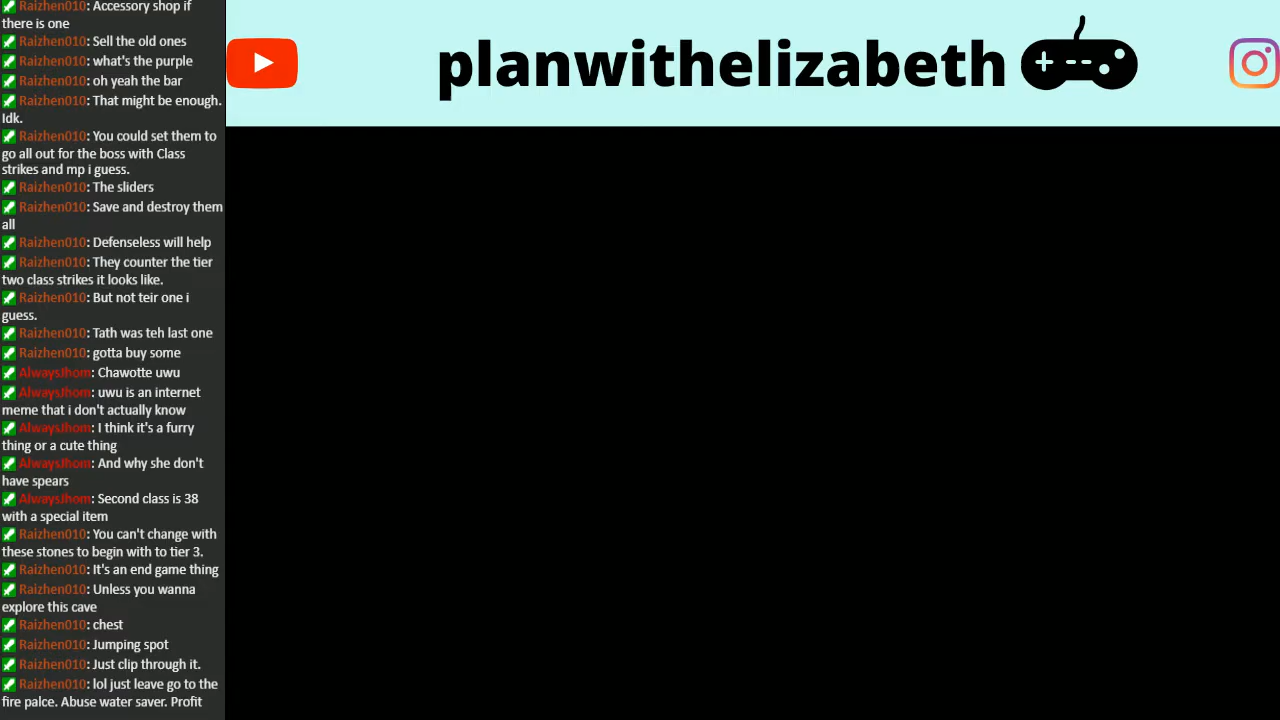 Raizhen010: Accessory shop if
there is one
Raizhen010: Sell the old ones
Raizhen010: what's the purple
Raizhen010: oh yeah the bar
Raizhen010: That might be enough.
Idk.
Raizhen010: You could set them to
go all out for the boss with Class
strikes and mp i guess.
Raizhen010: The sliders
Raizhen010: Save and destroy them
all
Raizhen010: Defenseless will help
Raizhen010: They counter the tier
two class strikes it looks like.
Raizhen010: But not teir one i
guess.
Raizhen010: Tath was teh last one
Raizhen010: gotta buy some
AlwaysJhom: Chawotte uwu
AlwaysJhom: uwu is an internet
meme that i don't actually know
AlwaysJhom: I think it's a furry
thing or a cute thing
AlwaysJhom: And why she don't
have spears
AlwaysJhom: Second class is 38
with a special item
Raizhen010: You can't change with
these stones to begin with to tier 3.
Raizhen010: It's an end game thing
Raizhen010: Unless you wanna
explore this cave
Raizhen010: chest
Raizhen010: Jumping spot
Raizhen010: Just clip through it.
Raizhen010: lol just leave go to the
fire palce. Abuse water saver. Profit
planwithelizabeth